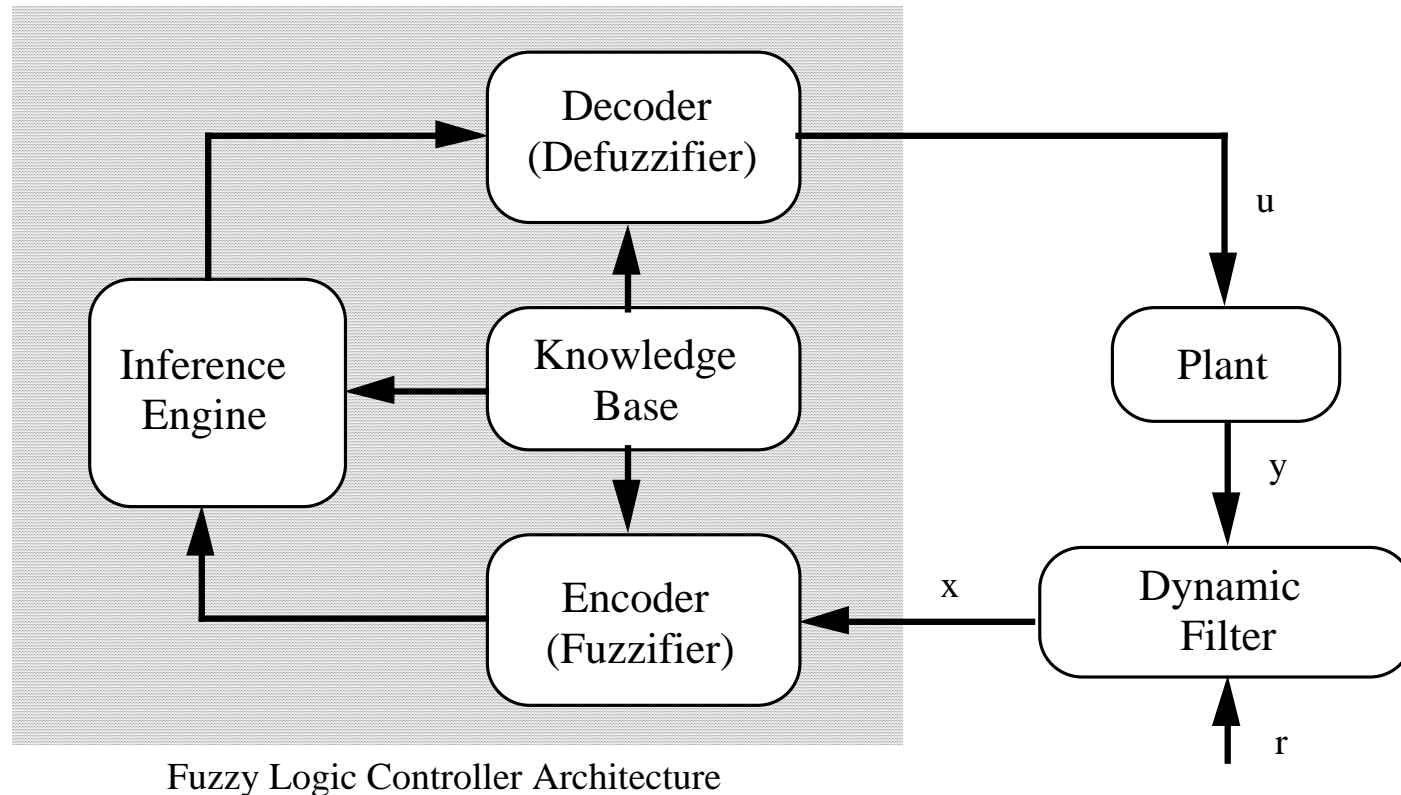 Decoder
(Defuzzifier)
u
Inference
Engine
Knowledge
Base
Plant
y
Encoder
(Fuzzifier)
x
Dynamic
Filter
r
Fuzzy Logic Controller Architecture